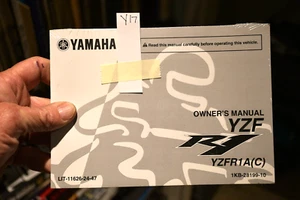 Y17
YAMAHA
Read this manual carefully before operating this vehicle.
OWNER'S MANUAL
YZF
R1
YZFR1A(C)
LIT-11626-24-47
1KB-28199-10